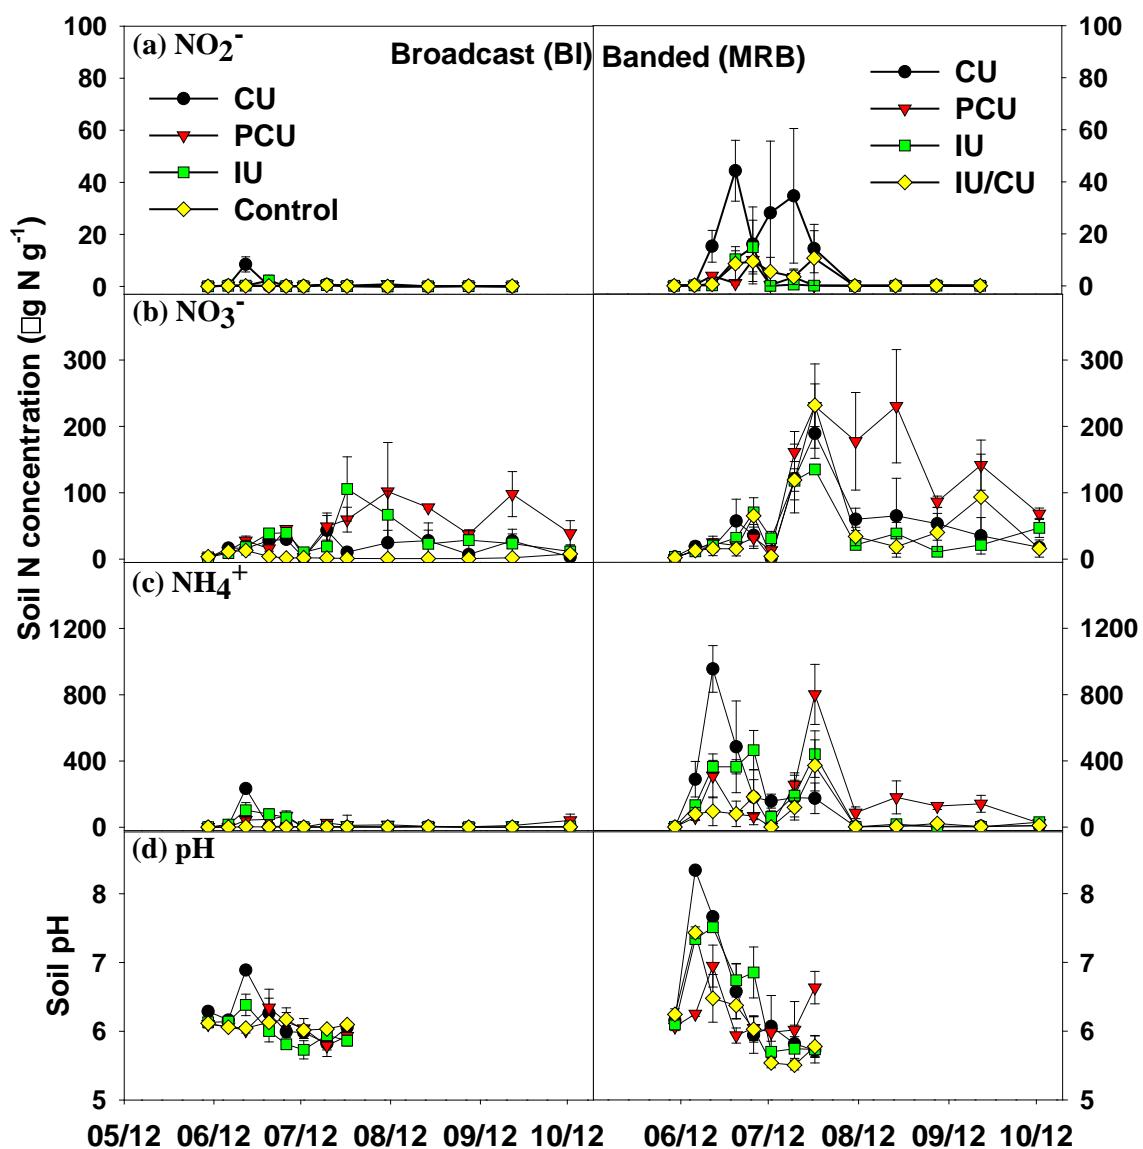 (a) NO2-
Broadcast (BI)
Banded (MRB)
CU
PCU
IU
Control
CU
PCU
IU
IU/CU
100
80
60
40
20
0
100
80
60
40
20
0
(b) NO3-
300
200
100
0
300
200
100
0
Soil N concentration (□g N g-1)
(c) NH4+
1200
800
400
0
1200
800
400
0
(d) pH
Soil pH
8
7
6
5
8
7
6
5
05/12 06/12 07/12 08/12 09/12 10/12
06/12 07/12 08/12 09/12 10/12